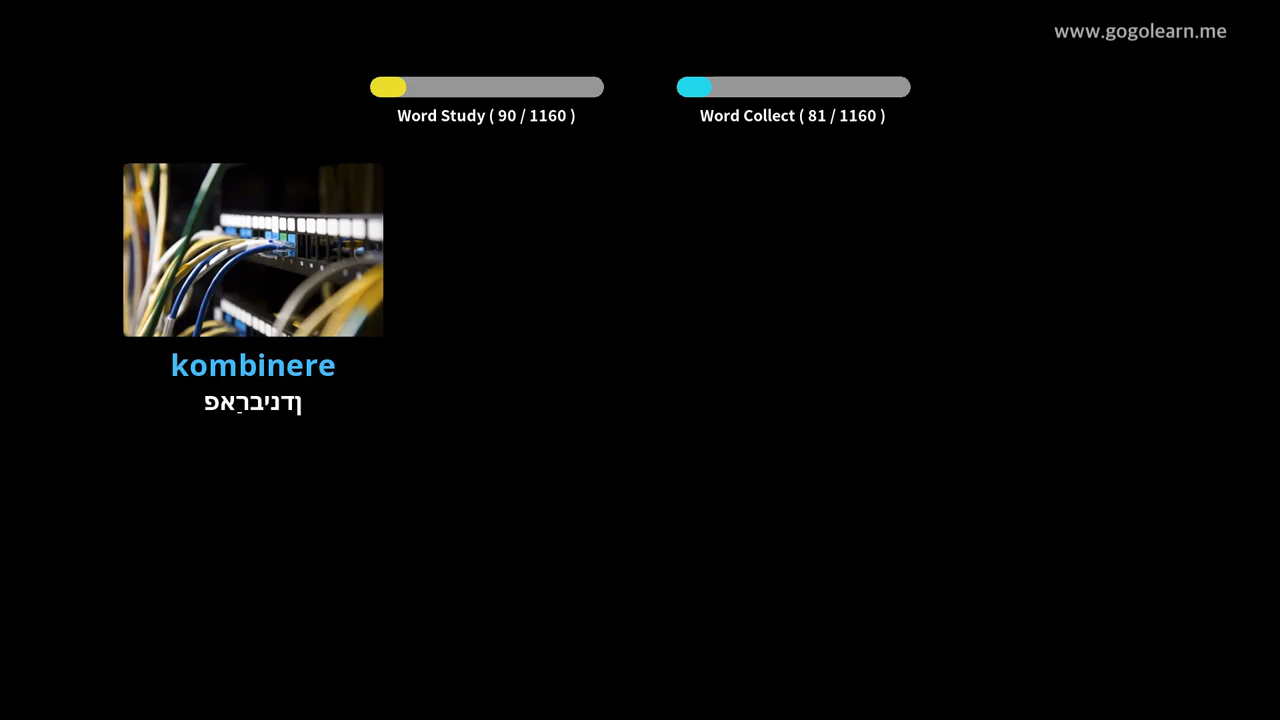 www.gogolearn.me
Word Study ( 90 / 1160 )
Word Collect ( 81 / 1160 )
kombinere
פאַרבינדן